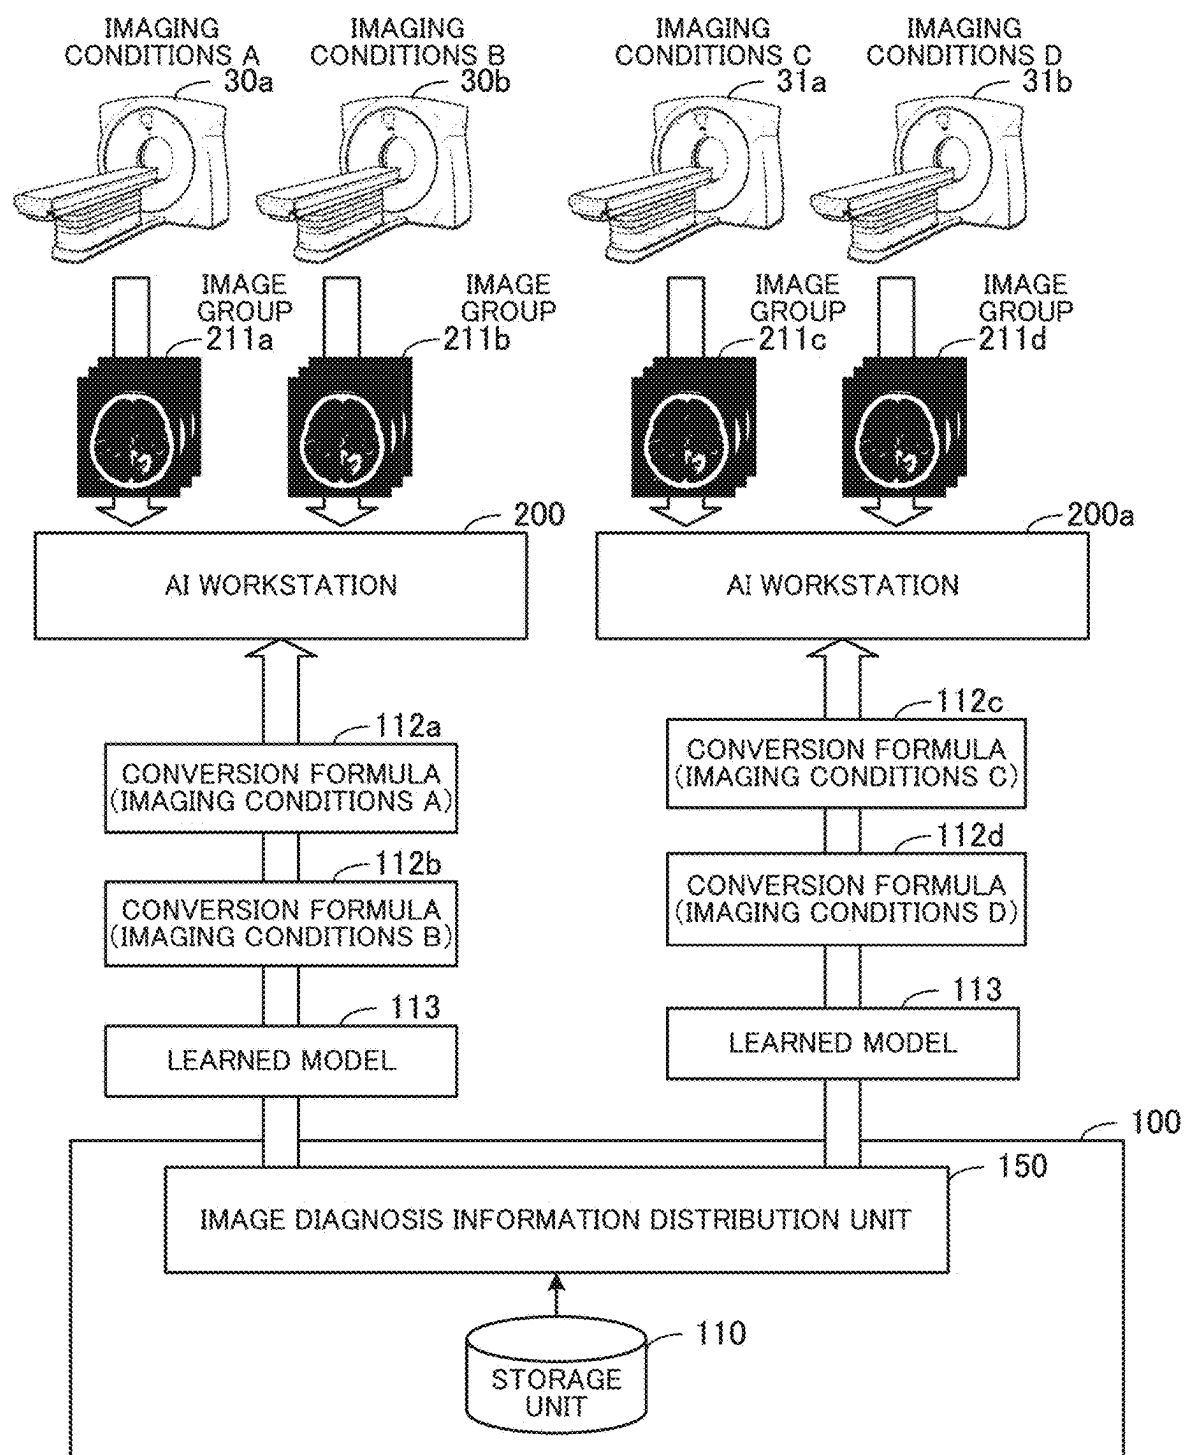 IMAGING
CONDITIONS A
30a
IMAGING
CONDITIONS B
30b
IMAGING
CONDITIONS C
31a
IMAGING
CONDITIONS D
31b
IMAGE
GROUP
211a
IMAGE
GROUP
211b
IMAGE
GROUP
211c
IMAGE
GROUP
211d
200
AI WORKSTATION
200a
AI WORKSTATION
112a
CONVERSION FORMULA
(IMAGING CONDITIONS A)
112b
CONVERSION FORMULA
(IMAGING CONDITIONS B)
113
LEARNED MODEL
112c
CONVERSION FORMULA
(IMAGING CONDITIONS C)
112d
CONVERSION FORMULA
(IMAGING CONDITIONS D)
113
LEARNED MODEL
100
150
IMAGE DIAGNOSIS INFORMATION DISTRIBUTION UNIT
110
STORAGE
UNIT